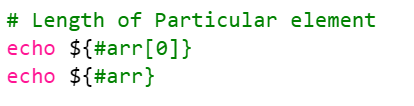 # Length of Particular element
echo ${#arr[0]}
echo ${#arr}